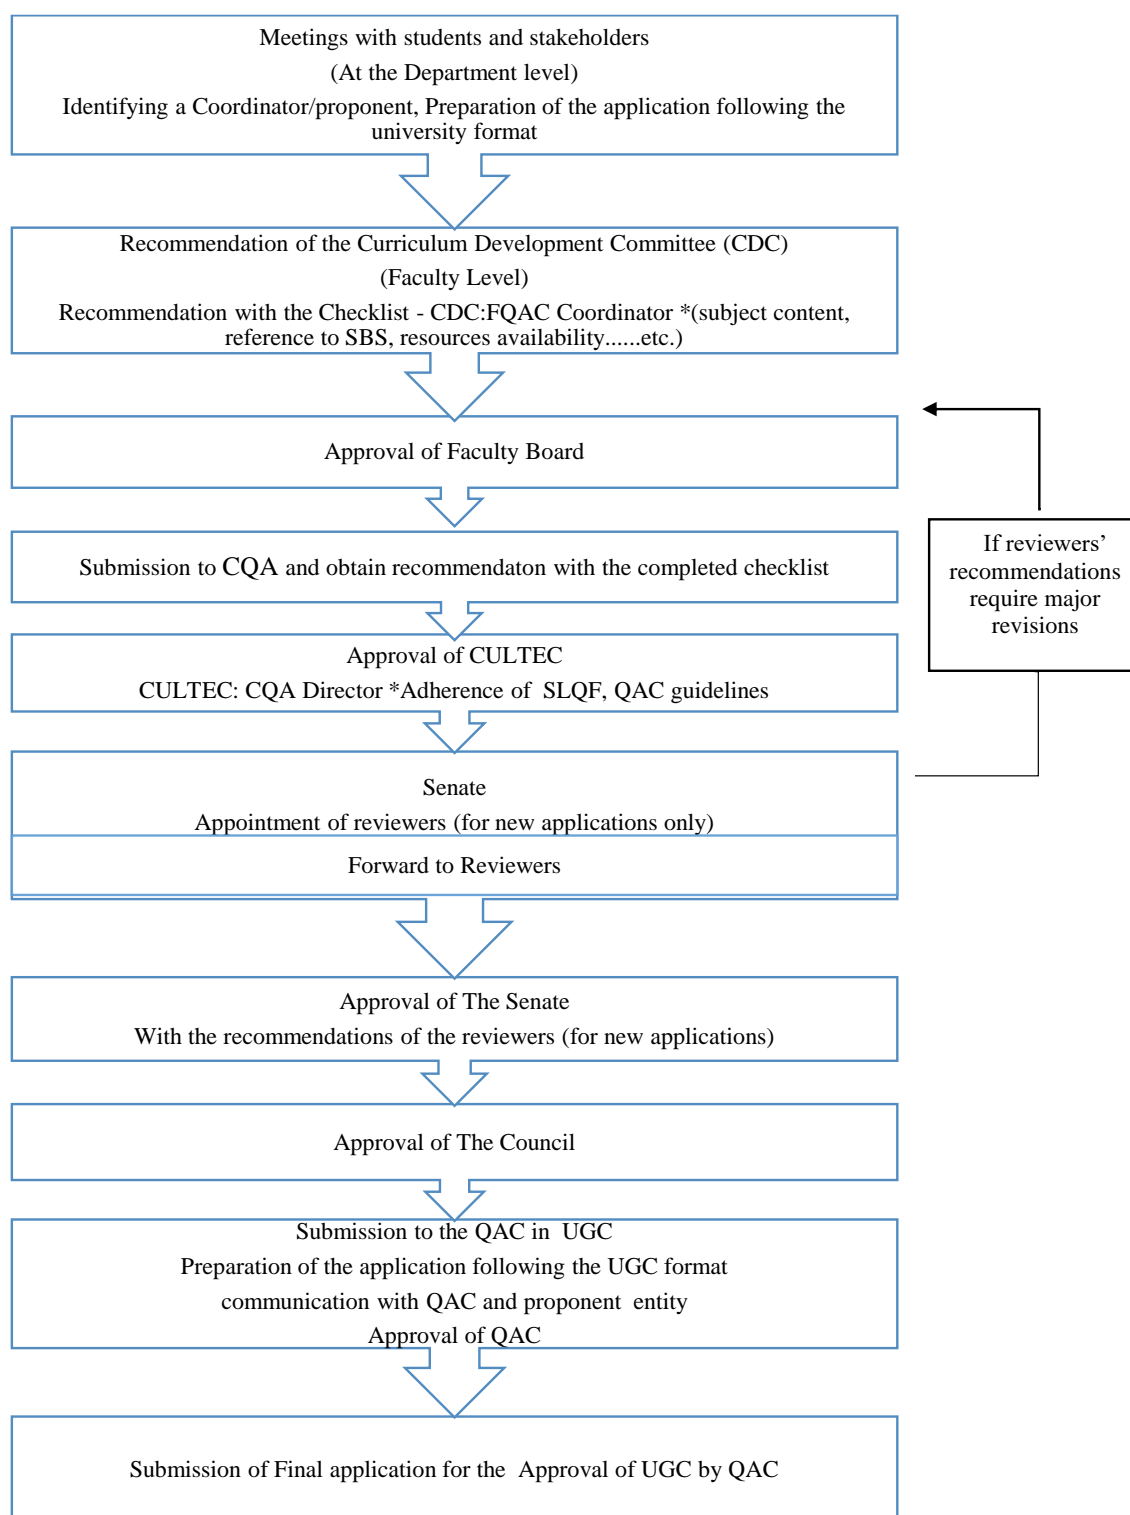 Meetings with students and stakeholders
(At the Department level)
Identifying a Coordinator/proponent, Preparation of the application following the
university format
Recommendation of the Curriculum Development Committee (CDC)
(Faculty Level)
Recommendation with the Checklist - CDC:FQAC Coordinator *(subject content,
reference to SBS, resources availability......etc.)
Approval of Faculty Board
Submission to CQA and obtain recommendaton with the completed checklist
If reviewers’
recommendations
require major
revisions
Approval of CULTEC
CULTEC: CQA Director *Adherence of SLQF, QAC guidelines
Senate
Appointment of reviewers (for new applications only)
Forward to Reviewers
Approval of The Senate
With the recommendations of the reviewers (for new applications)
Approval of The Council
Submission to the QAC in UGC
Preparation of the application following the UGC format
communication with QAC and proponent entity
Approval of QAC
Submission of Final application for the Approval of UGC by QAC